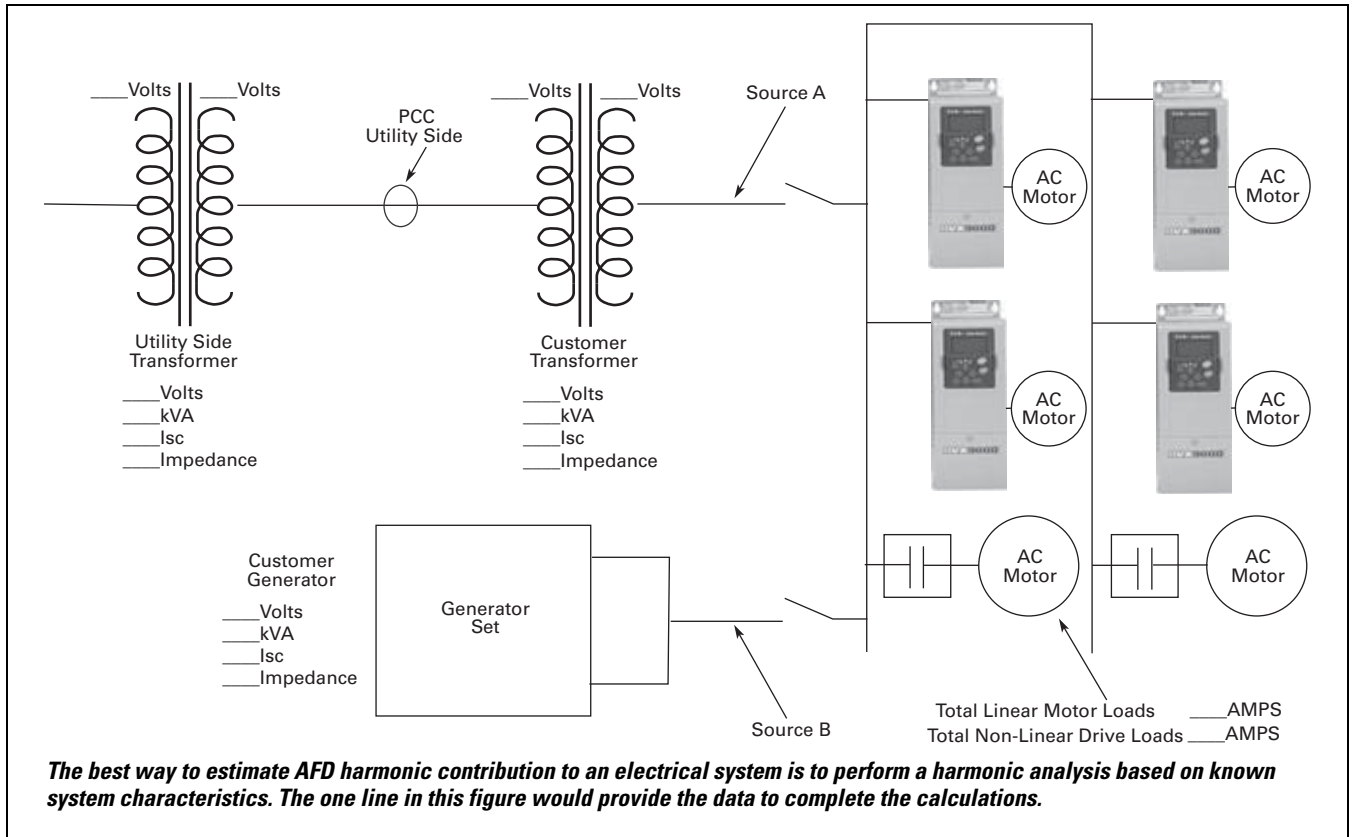 ____Volts ____Volts
____Volts ____Volts
Source A
PCC
Utility Side
AC
Motor
AC
Motor
Utility Side
Transformer
____Volts
____kVA
____Isc
____Impedance
Customer
Transformer
____Volts
____kVA
____Isc
____Impedance
AC
Motor
AC
Motor
Customer
Generator
____Volts
____kVA
____Isc
____Impedance
Generator
Set
AC
Motor
AC
Motor
Source B
Total Linear Motor Loads ____AMPS
Total Non-Linear Drive Loads ____AMPS
The best way to estimate AFD harmonic contribution to an electrical system is to perform a harmonic analysis based on known
system characteristics. The one line in this figure would provide the data to complete the calculations.